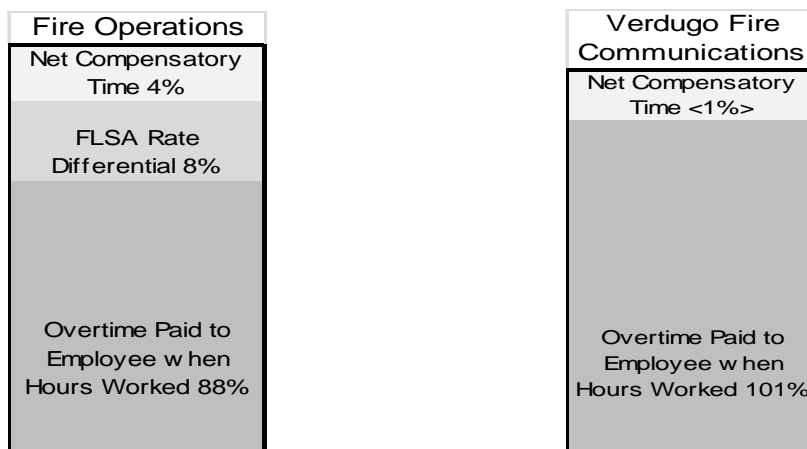 Fire Operations
Net Compensatory
Time 4%
FLSA Rate
Differential 8%
Overtime Paid to
Employee w hen
Hours Worked 88%
Verdugo Fire
Communications
Net Compensatory
Time <1%>
Overtime Paid to
Employee w hen
Hours Worked 101%